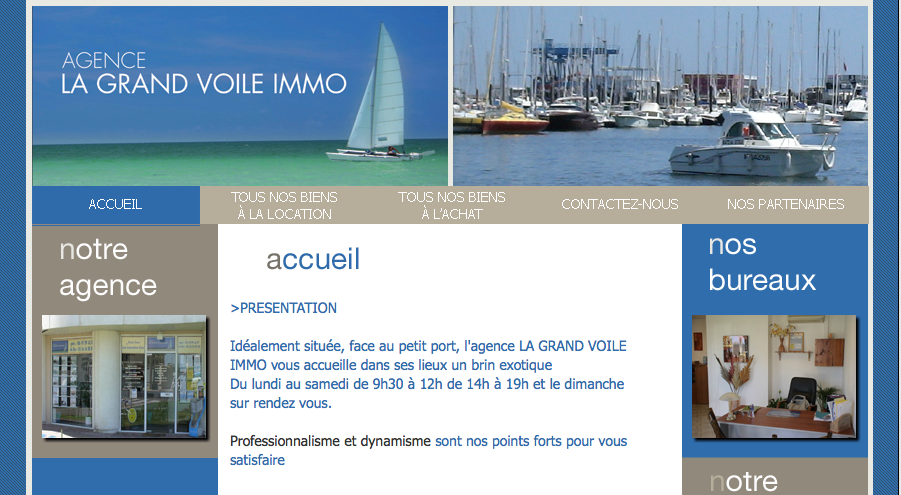 AGENCE
LA GRAND VOILE IMMO
ACCUEIL
TOUS NOS BIENS
À LA LOCATION
TOUS NOS BIENS
À L'ACHAT
CONTACTEZ-NOUS
NOS PARTENAIRES
notre
agence
accueil
>PRESENTATION
Idéalement située, face au petit port, l'agence LA GRAND VOILE
IMMO vous accueille dans ses lieux un brin exotique
Du lundi au samedi de 9h30 à 12h de 14h à 19h et le dimanche
sur rendez vous.
Professionnalisme et dynamisme sont nos points forts pour vous
satisfaire
nos
bureaux
notre